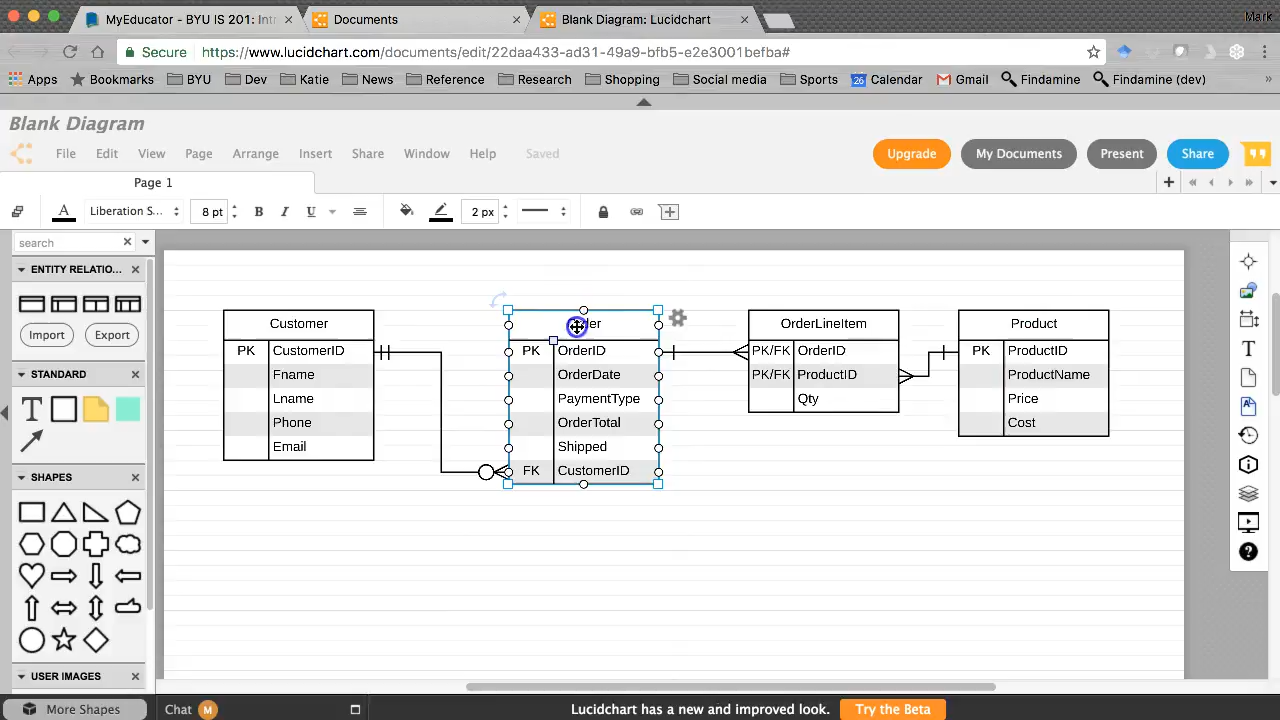 MyEducator - BYU IS 201: Intr
Documents
Blank Diagram: Lucidchart
Mark
Secure
https://www.lucidchart.com/documents/edit/22daa433-ad31-49a9-bfb5-e2e3001befba#
Apps
Bookmarks
BYU
Dev
Katie
News
Reference
Research
Shopping
Social media
Sports
26
Calendar
Gmail
Findamine
Findamine (dev)
»
Blank Diagram
File
Edit
View
Page
Arrange
Insert
Share
Window
Help
Saved
Upgrade
My Documents
Present
Share
Page 1
A
Liberation S...
8 pt
B
I
U
2 px
search
ENTITY RELATIO...
Import
Export
STANDARD
T
SHAPES
USER IMAGES
More Shapes
Customer
PK CustomerID
Fname
Lname
Phone
Email
PK OrderID
OrderDate
PaymentType
OrderTotal
Shipped
FK CustomerID
OrderLineItem
PK/FK OrderID
PK/FK ProductID
Qty
Product
PK ProductID
ProductName
Price
Cost
T
A
Chat
M
Lucidchart has a new and improved look.
Try the Beta